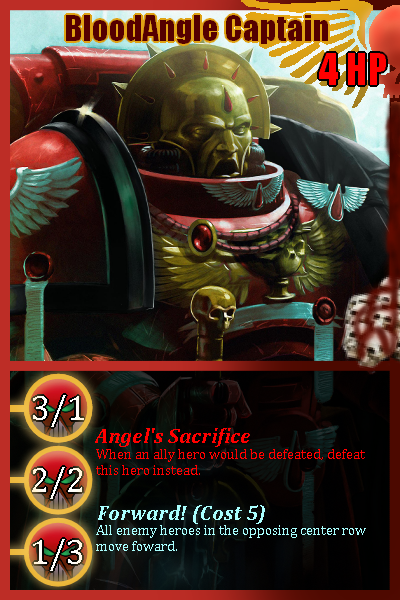 BloodAngle Captain
4 HP
3/1
Angel's Sacrifice
When an ally hero would be defeated, defeat
this hero instead.
2/2
Forward! (Cost 5)
All enemy heroes in the opposing center row
move foward.
1/3